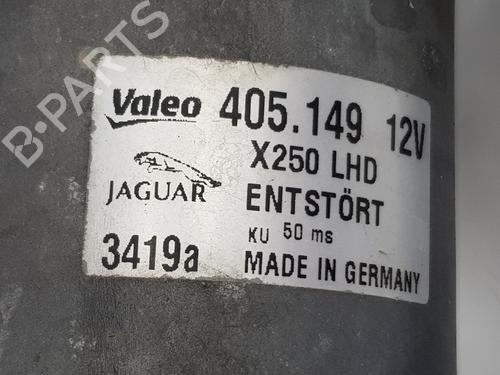 Valeo 405.149 12V
X250 LHD
JAGUAR ENTSTÖRT
KU 50 ms
3419a MADE IN GERMANY
B-PARTS